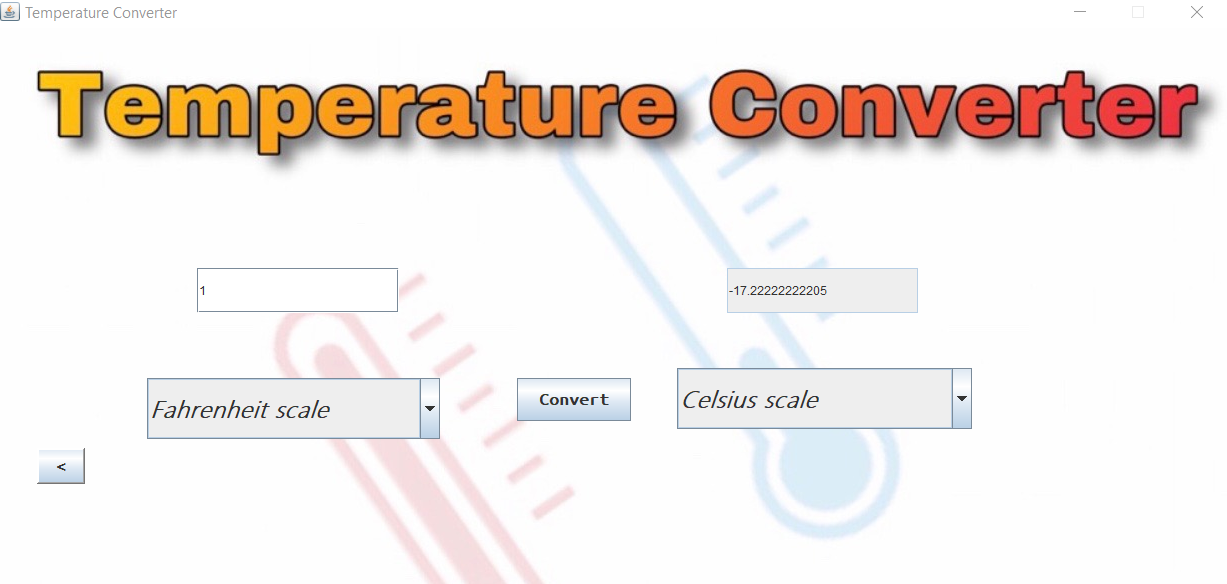 Temperature Converter
Temperature Converter
1
-17.22222222205
Fahrenheit scale
Convert
Celsius scale
<